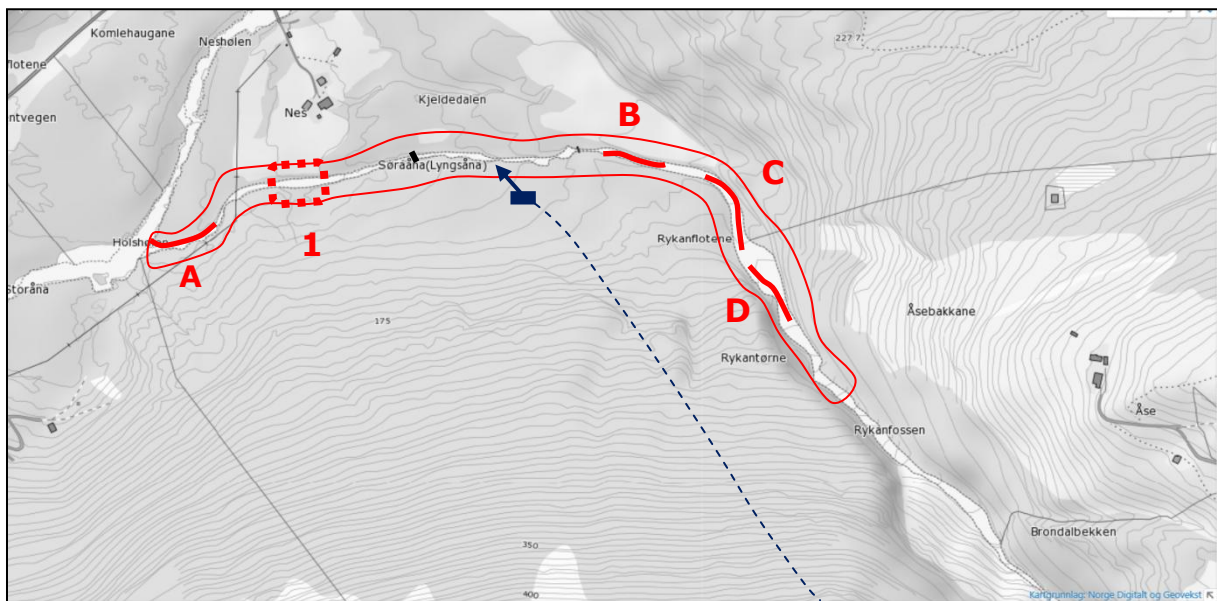 Komlehaugane
Neshølen
flotene
227 7
Kjeldedalen
ntvegen
Nes
B
Søråana(Lyngsåna)
C
Holshølen
1
Rykanflotene
A
Storåna
D
Åsebakkane
175
Rykantørne
Åse
Rykanfossen
350
Brondalbekken
400
Kartgrunnlag: Norge Digitalt og Geovekst